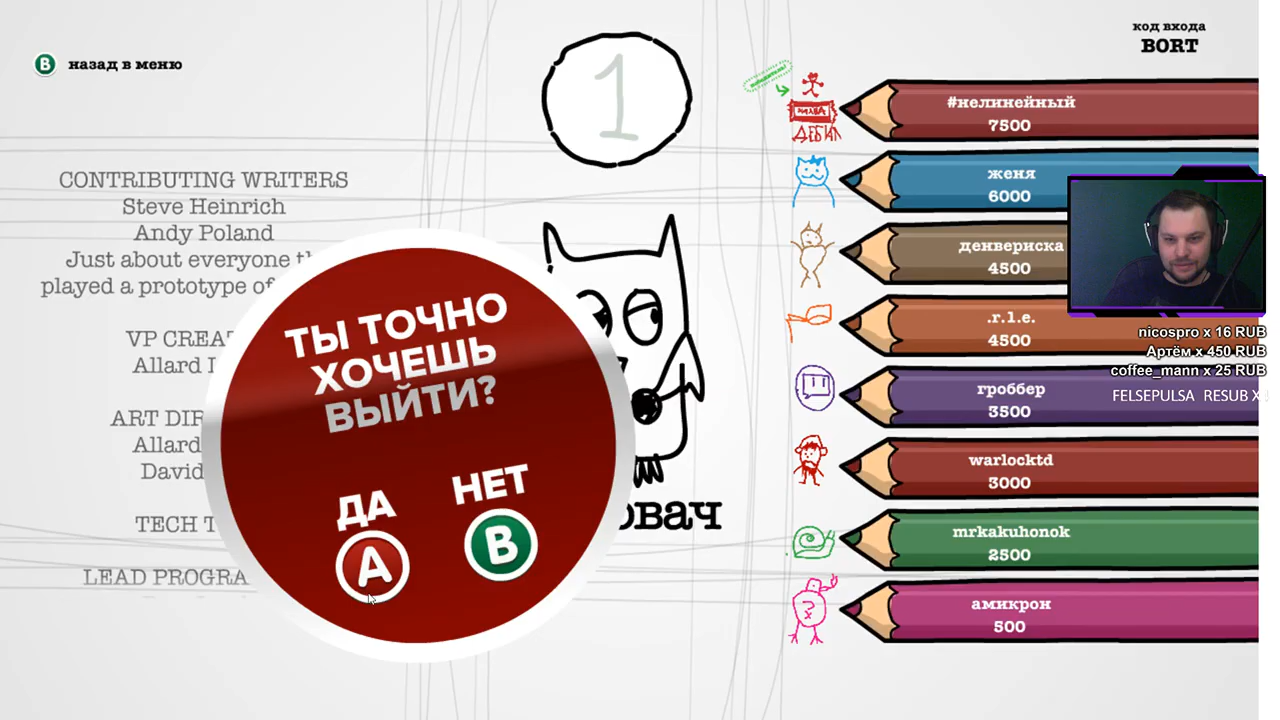 код входа
BORT
B назад в меню
1
CONTRIBUTING WRITERS
Steve Heinrich
Andy Poland
Just about everyone
played a prototype of
VP CREA
Allard
ART DIR
Allard
David
TECH T
LEAD PROGRA
ТЫ ТОЧНО
ХОЧЕШЬ
ВЫЙТИ?
ДА
НЕТ
A
B
овач
ДЕБИЛ
#нелинейный
7500
женя
6000
денвериска
4500
.r.l.e.
4500
гроббер
3500
warlocktd
3000
mrkakuhonok
2500
амикрон
500
nicospro x 16 RUB
Артём x 450 RUB
coffee_mann x 25 RUB
FELSEPULSA RESUB X